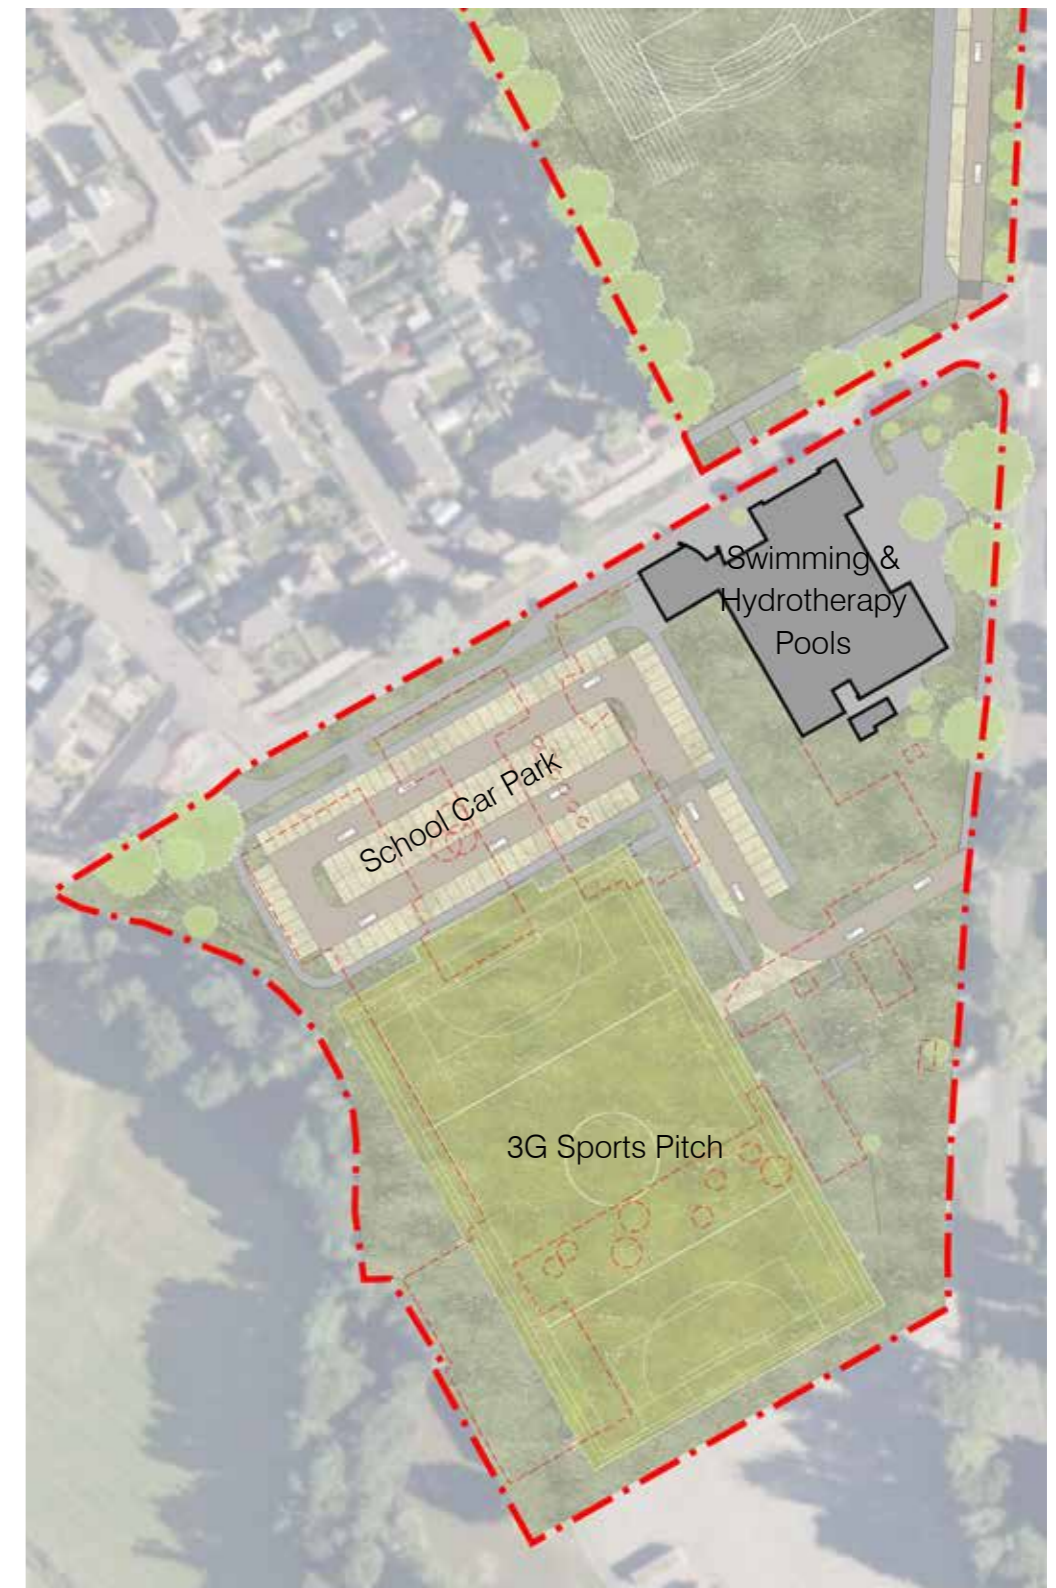 Swimming &
Hydrotherapy
Pools
School Car Park
3G Sports Pitch